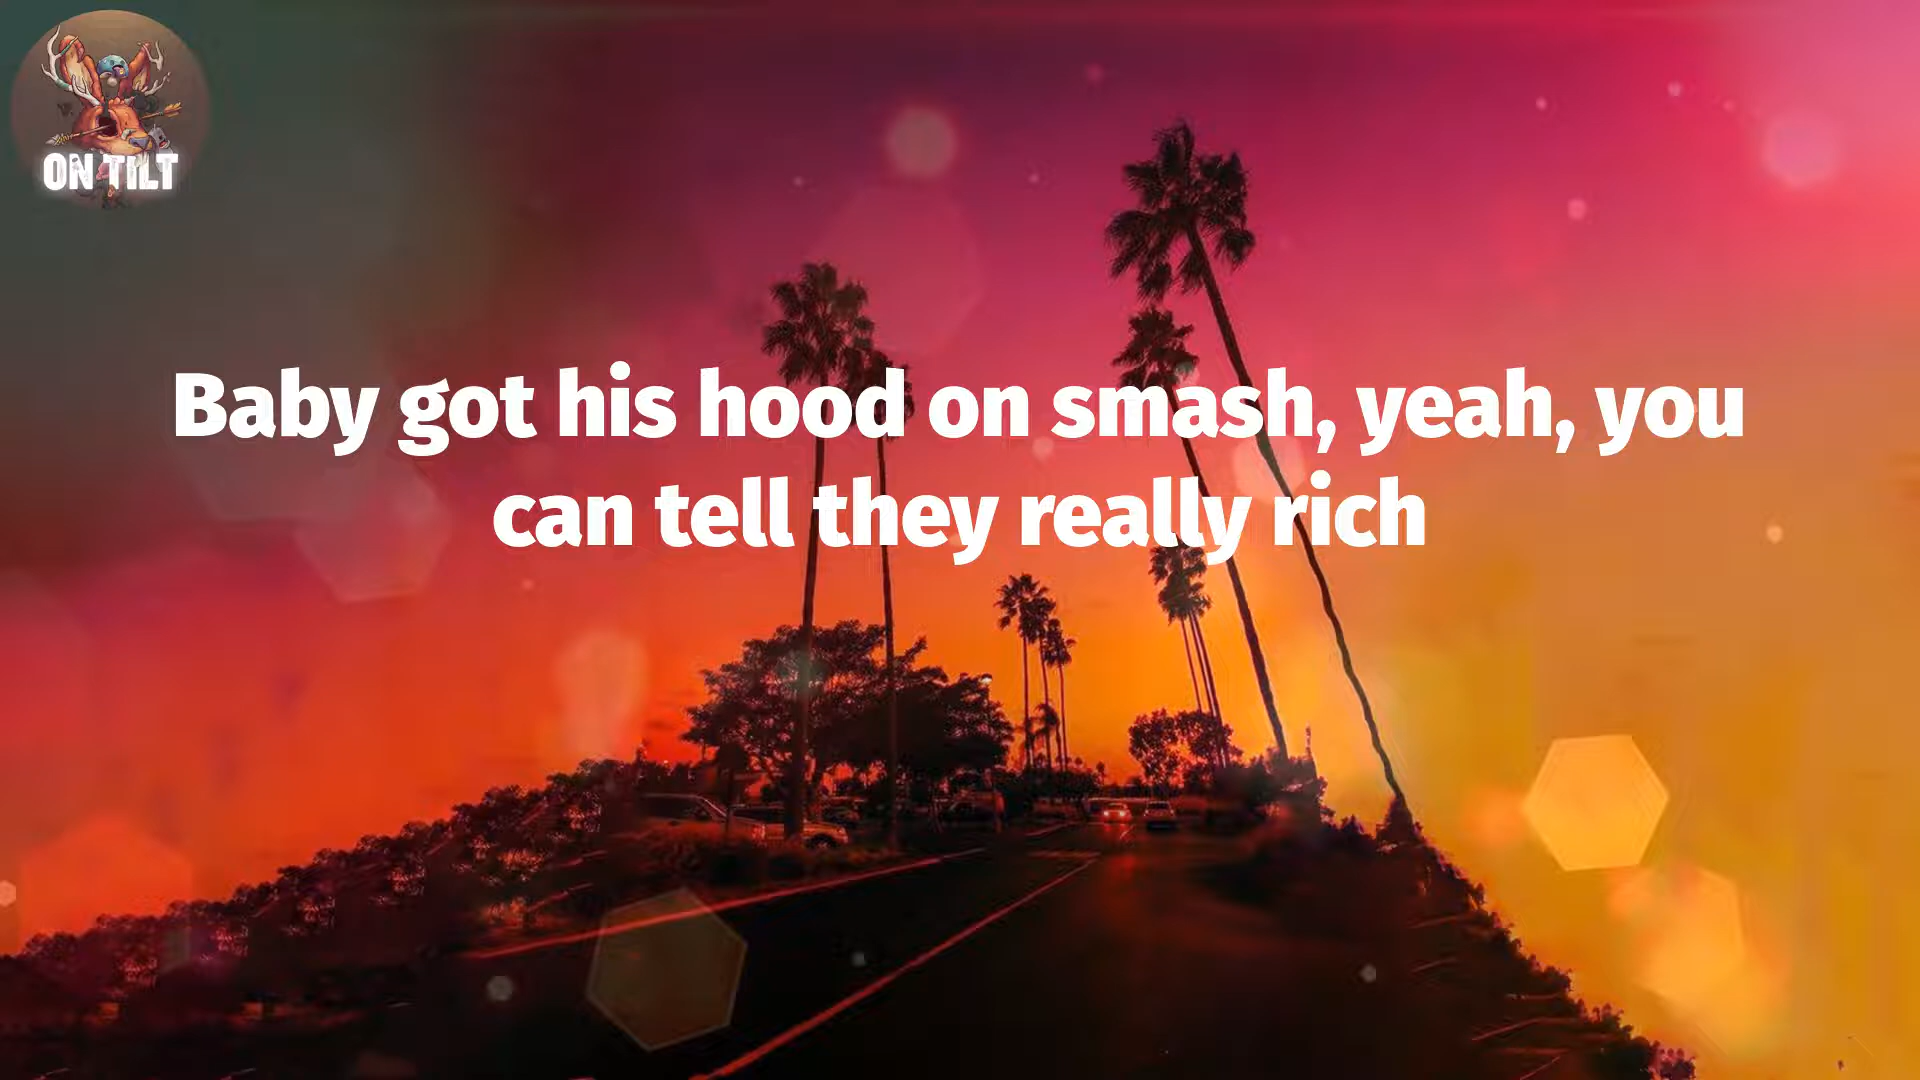 ON TILT
Baby got his hood on smash, yeah, you
can tell they really rich